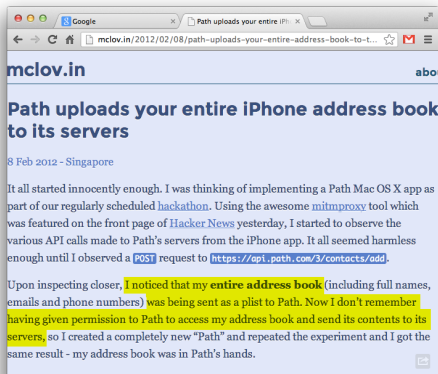 Google
Path uploads your entire iPh
mclov.in/2012/02/08/path-uploads-your-entire-address-book-to-t...
mclov.in
abou
Path uploads your entire iPhone address book
to its servers
8 Feb 2012 - Singapore
It all started innocently enough. I was thinking of implementing a Path Mac OS X app as
part of our regularly scheduled hackathon. Using the awesome mitmproxy tool which
was featured on the front page of Hacker News yesterday, I started to observe the
various API calls made to Path's servers from the iPhone app. It all seemed harmless
enough until I observed a POST request to https://api.path.com/3/contacts/add.
Upon inspecting closer, I noticed that my entire address book (including full names,
emails and phone numbers) was being sent as a plist to Path. Now I don't remember
having given permission to Path to access my address book and send its contents to its
servers, so I created a completely new "Path" and repeated the experiment and I got the
same result - my address book was in Path's hands.